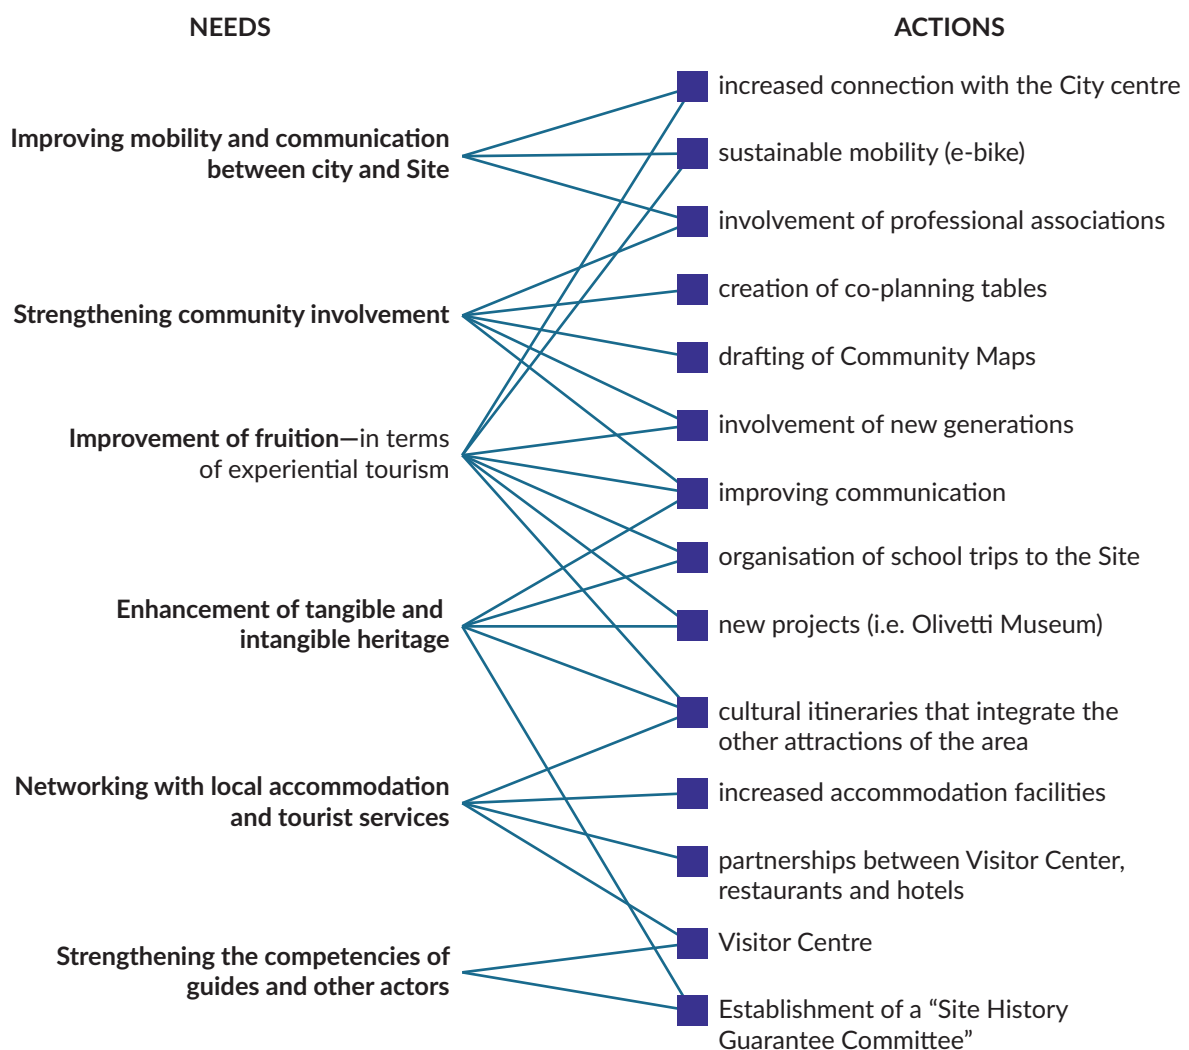 NEEDS
ACTIONS
Improving mobility and communication
between city and Site
Strengthening community involvement
Improvement of fruition—in terms
of experiential tourism
Enhancement of tangible and
intangible heritage
Networking with local accommodation
and tourist services
Strengthening the competencies of
guides and other actors
increased connection with the City centre
sustainable mobility (e-bike)
involvement of professional associations
creation of co-planning tables
drafting of Community Maps
involvement of new generations
improving communication
organisation of school trips to the Site
new projects (i.e. Olivetti Museum)
cultural itineraries that integrate the
other attractions of the area
increased accommodation facilities
partnerships between Visitor Center,
restaurants and hotels
Visitor Centre
Establishment of a “Site History
Guarantee Committee”